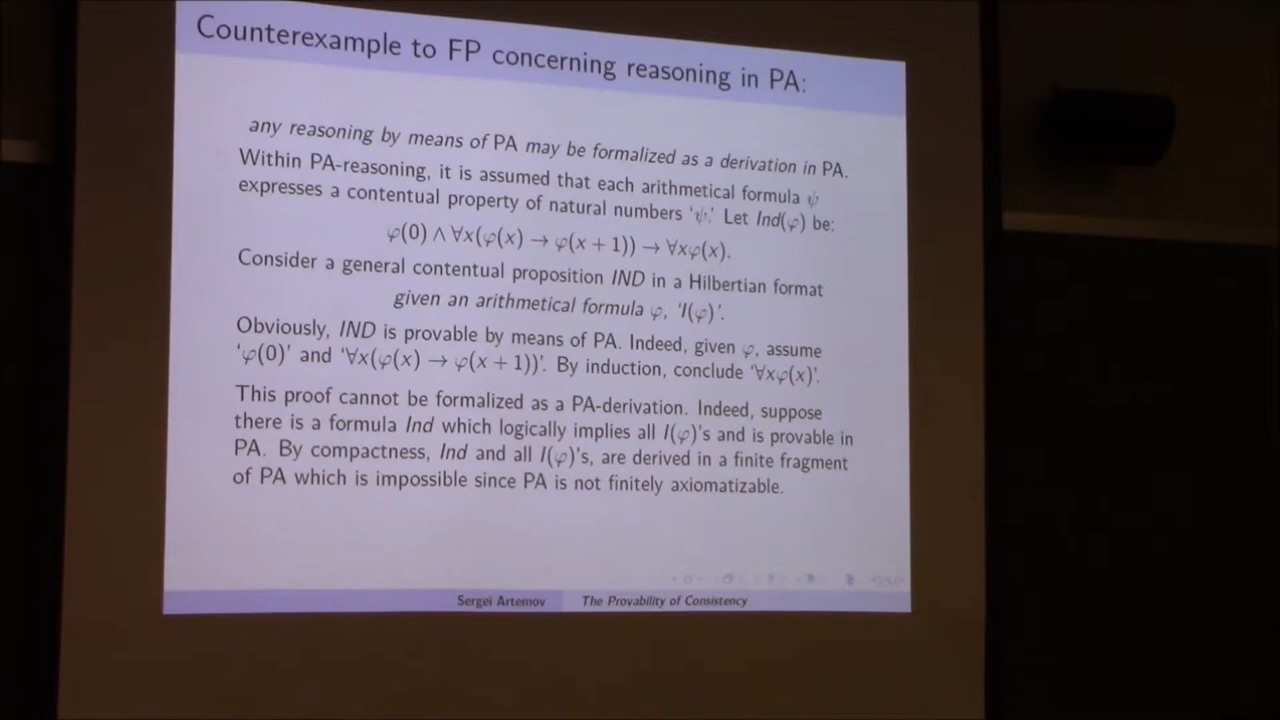 Counterexample to FP concerning reasoning in PA:
any reasoning by means of PA may be formalized as a derivation in PA.
Within PA-reasoning, it is assumed that each arithmetical formula ψ
expresses a contentual property of natural numbers ‘ψ.’ Let Ind(φ) be:
φ(0) ∧ ∀x(φ(x) → φ(x + 1)) → ∀xφ(x).
Consider a general contentual proposition IND in a Hilbertian format
given an arithmetical formula φ, ‘I(φ)’.
Obviously, IND is provable by means of PA. Indeed, given φ, assume
‘φ(0)’ and ‘∀x(φ(x) → φ(x + 1))’. By induction, conclude ‘∀xφ(x)’.
This proof cannot be formalized as a PA-derivation. Indeed, suppose
there is a formula Ind which logically implies all I(φ)'s and is provable in
PA. By compactness, Ind and all I(φ)'s, are derived in a finite fragment
of PA which is impossible since PA is not finitely axiomatizable.
Sergei Artemov The Provability of Consistency